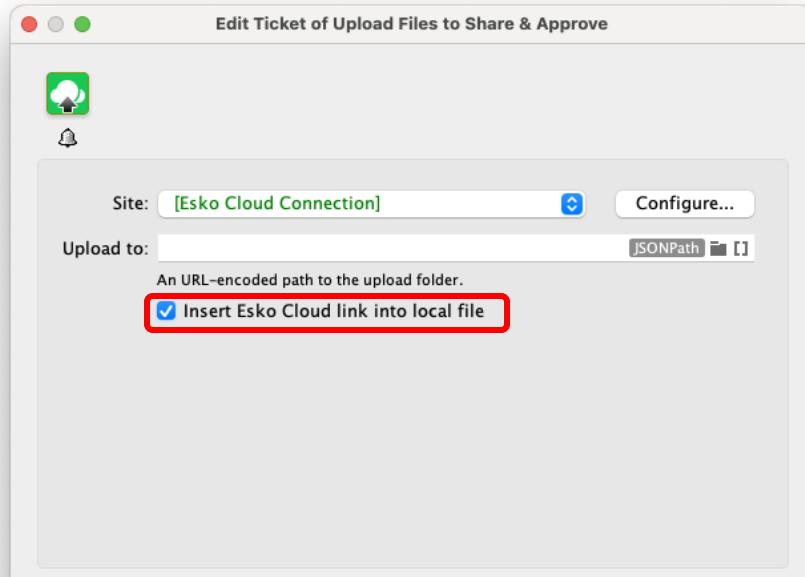 Edit Ticket of Upload Files to Share & Approve
Site: [Esko Cloud Connection] Configure...
Upload to: JSONPath []
An URL-encoded path to the upload folder.
Insert Esko Cloud link into local file